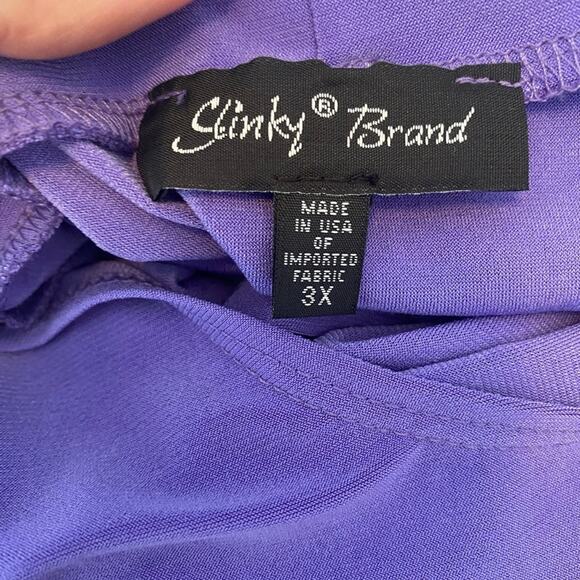 Slinky® Brand
MADE
IN USA
OF
IMPORTED
FABRIC
3X